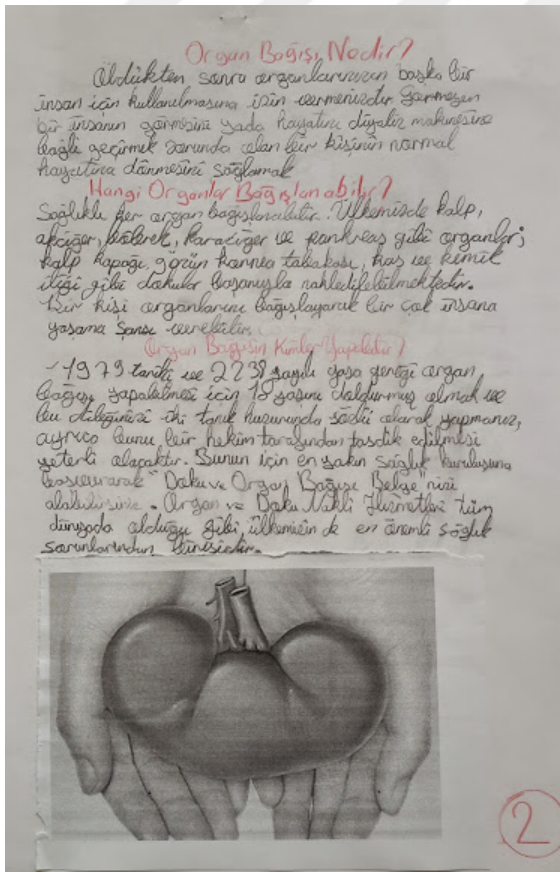 Organ Bağışı Nedir?
Öldükten sonra organlarınızın başka bir
insan için kullanılmasına izin vermenizdir. Görmeyen
bir insanın görmesini yada hayatını diyaliz makinesine
bağlı geçirmek zorunda olan bir kişinin normal
hayatına dönmesini sağlamak
Hangi Organlar Bağışlanabilir?
Sağlıklı her organ bağışlanabilir. Ülkemizde kalp,
akciğer, böbrek, karaciğer ve pankreas gibi organlar;
kalp kapağı, gözün kornea tabakası, kas ve kemik
iliği gibi dokular başarıyla nakledilebilmektedir.
Bir kişi organlarını bağışlayarak bir çok insana
yaşama şansı verebilir.
Organ Bağışın Kimler Yapabilir?
-1979 tarihli ve 2238 sayılı yasa gereği organ
bağışı yapabilmesi için 18 yaşını doldurmuş olmak ve
bu dileğinizi iki tanık huzurunda sözlü olarak yapmanız,
ayrıca bunu bir hekim tarafından tasdik edilmesi
yeterli olacaktır. Bunun için en yakın sağlık kuruluşuna
başvurarak "Doku ve Organ Bağışı Belge"nizi
alabilirsiniz. Organ ve Doku Nakli Hizmetleri tüm
dünyada olduğu gibi, ülkemizin de en önemli sağlık
sorunlarından birisidir.
2